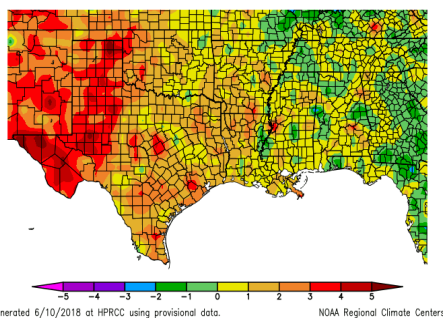 -5 -4 -3 -2 -1 0 1 2 3 4 5
nerated 6/10/2018 at HPRCC using provisional data. NOAA Regional Climate Centers